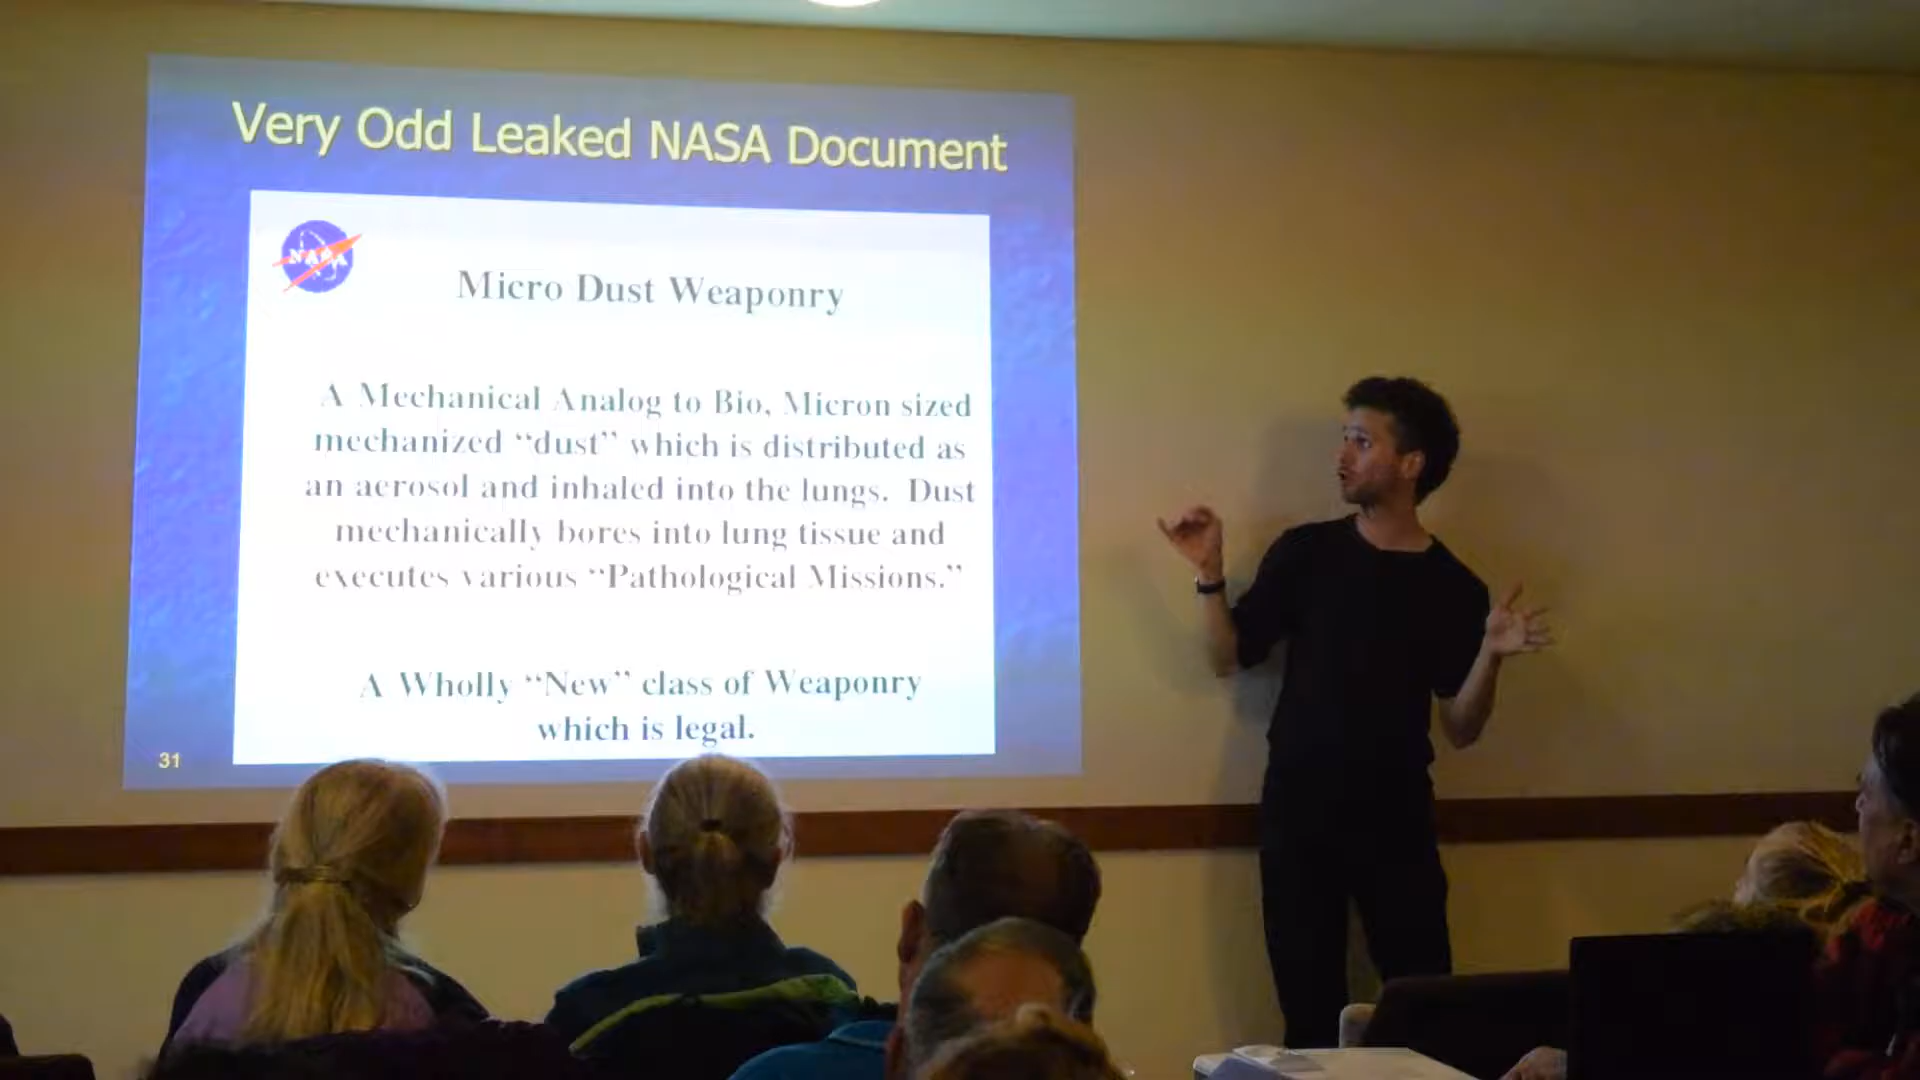 Very Odd Leaked NASA Document
NASA
Micro Dust Weaponry
A Mechanical Analog to Bio, Micron sized
mechanized “dust” which is distributed as
an aerosol and inhaled into the lungs. Dust
mechanically bores into lung tissue and
executes various “Pathological Missions.”
A Wholly “New” class of Weaponry
which is legal.
31